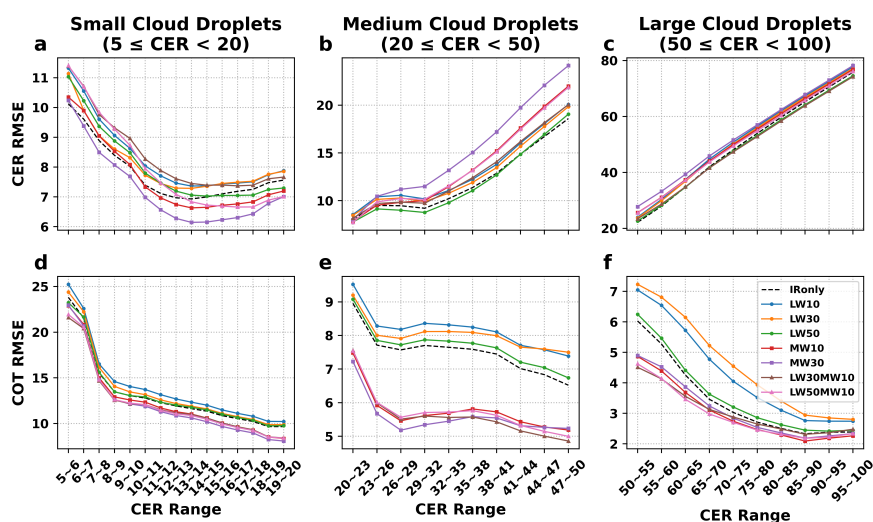 Small Cloud Droplets
(5 ≤ CER < 20)
Medium Cloud Droplets
(20 ≤ CER < 50)
Large Cloud Droplets
(50 ≤ CER < 100)
a
b
c
CER RMSE
11
10
9
8
7
6
20
15
10
80
60
40
20
d
e
f
COT RMSE
25
20
15
10
9
8
7
6
5
7
6
5
4
3
2
IRonly
LW10
LW30
LW50
MW10
MW30
LW30MW10
LW50MW10
5~6
6~7
7~8
8~9
9~10
10~11
11~12
12~13
13~14
14~15
15~16
16~17
17~18
18~19
19~20
20~23
23~26
26~29
29~32
32~35
35~38
38~41
41~44
44~47
47~50
50~55
55~60
60~65
65~70
70~75
75~80
80~85
85~90
90~95
95~100
CER Range
CER Range
CER Range